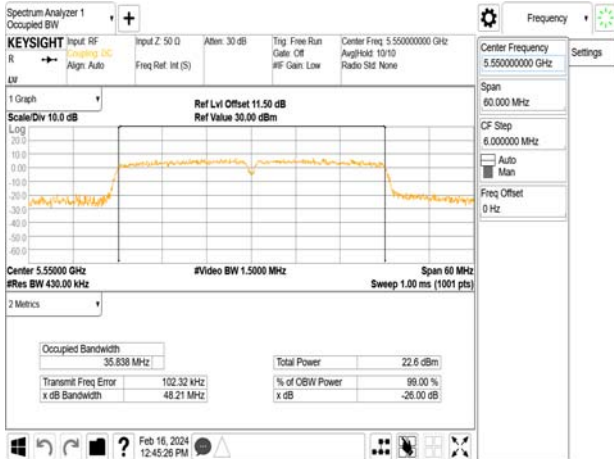 Spectrum Analyzer 1
Occupied BW
+
Frequency
KEYSIGHT
R
Input: RF
Coupling: DC
Align: Auto
Input Z: 50 Ω
Freq Ref: Int (S)
Atten: 30 dB
Trig: Free Run
Gate: Off
#IF Gain: Low
Center Freq: 5.550000000 GHz
Avg|Hold: 10/10
Radio Std: None
Center Frequency
5.550000000 GHz
Settings
Span
60.000 MHz
CF Step
6.000000 MHz
Auto
Man
Freq Offset
0 Hz
1 Graph
Scale/Div 10.0 dB
Ref Lvl Offset 11.50 dB
Ref Value 30.00 dBm
Log
20.0
10.0
0.00
-10.0
-20.0
-30.0
-40.0
-50.0
-60.0
Center 5.55000 GHz
#Res BW 430.00 kHz
#Video BW 1.5000 MHz
Span 60 MHz
Sweep 1.00 ms (1001 pts)
2 Metrics
Occupied Bandwidth
35.838 MHz
Total Power 22.6 dBm
Transmit Freq Error 102.32 kHz
% of OBW Power 99.00 %
x dB Bandwidth 48.21 MHz
x dB -26.00 dB
?
Feb 16, 2024
12:45:26 PM